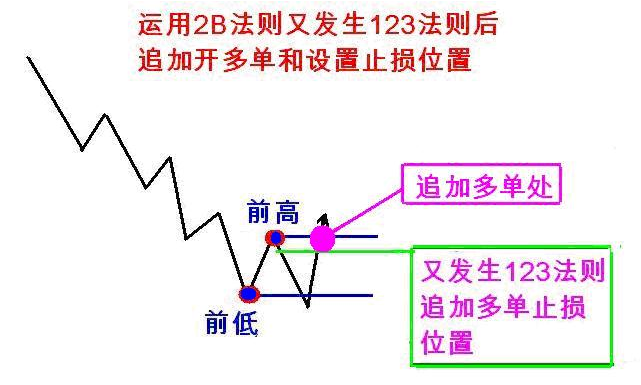 运用2B法则又发生123法则后
追加开多单和设置止损位置
追加多单处
前高
又发生123法则
追加多单止损
位置
前低